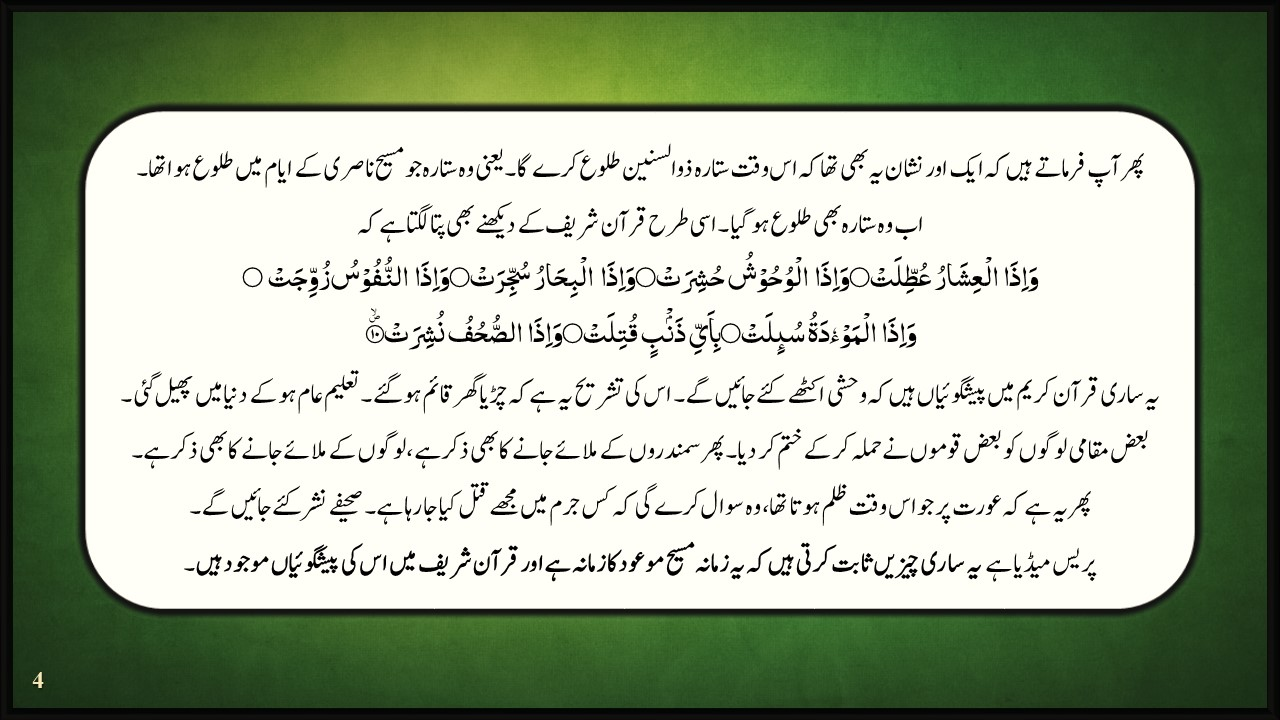 پھر آپ فرماتے ہیں کہ ایک اور نشان یہ بھی تھا کہ اس وقت ستارہ ذوالسنین طلوع کرے گا۔ یعنی وہ ستارہ جو مسیح ناصری کے ایام میں طلوع ہوا تھا۔
اب وہ ستارہ بھی طلوع ہو گیا۔ اسی طرح قرآن شریف کے دیکھنے بھی پتا لگتا ہے کہ
وَاِذَا الْعِشَارُ عُطِّلَتْ○وَاِذَا الْوُحُوْشُ حُشِرَتْ○وَاِذَا الْبِحَارُ سُجِّرَتْ○وَاِذَا النُّفُوْسُ زُوِّجَتْ ○
وَاِذَا الْمَوْءٗدَةُ سُىِٕلَتْ○بِاَيِّ ذَنْۢبٍ قُتِلَتْ○وَاِذَا الصُّحُفُ نُشِرَتْ۪ۙ۝۱۰
یہ ساری قرآن کریم میں پیشگوئیاں ہیں کہ وحشی اکٹھے کئے جائیں گے۔ اس کی تشریح یہ ہے کہ چڑیا گھر قائم ہو گئے۔ تعلیم عام ہو کے دنیا میں پھیل گئی۔
بعض مقامی لوگوں کو بعض قوموں نے حملہ کر کے ختم کر دیا۔ پھر سمندروں کے ملائے جانے کا بھی ذکر ہے، لوگوں کے ملائے جانے کا بھی ذکر ہے۔
پھر یہ ہے کہ عورت پر جو اس وقت ظلم ہوتا تھا، وہ سوال کرے گی کہ کس جرم میں مجھے قتل کیا جا رہا ہے۔ صحیفے نشر کئے جائیں گے۔
پریس میڈیا ہے یہ ساری چیزیں ثابت کرتی ہیں کہ یہ زمانہ مسیح موعود کا زمانہ ہے اور قرآن شریف میں اس کی پیشگوئیاں موجود ہیں۔
4